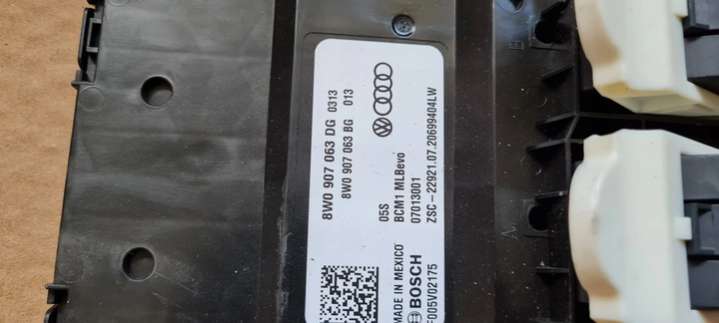 8W0 907 063 DG 0313
8W0 907 063 BG 013
05S
BCM1 MLBevo
07013001
ZSC-22921.07.20699404LW
MADE IN MEXICO
BOSCH
F005V02175